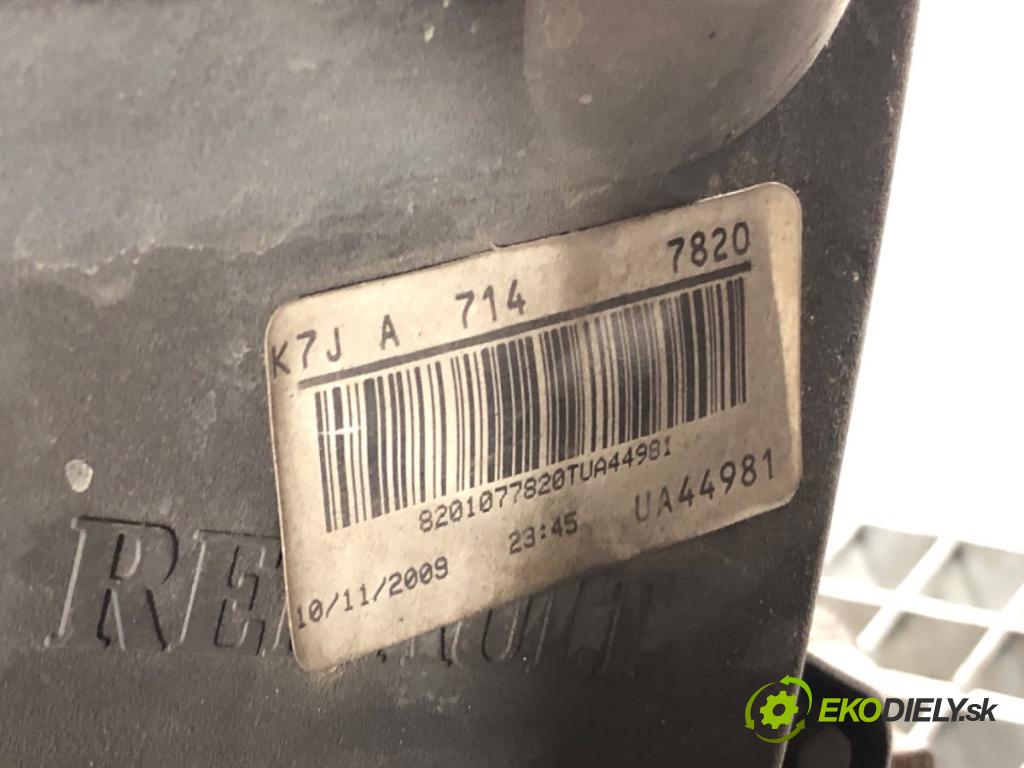 K7J A 714 7820
8201077820TUA44981
10/11/2009 23:45 UA44981
RENAULT
EKODIELY.sk